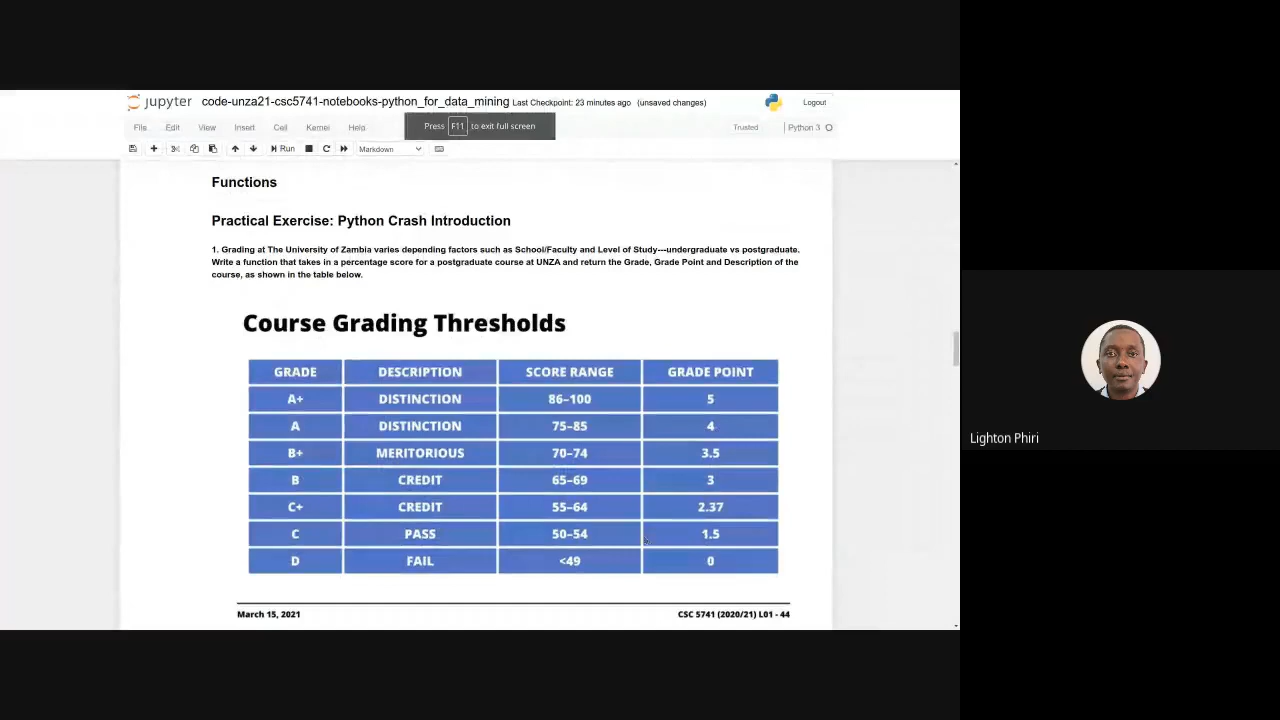 jupyter code-unza21-csc5741-notebooks-python_for_data_mining Last Checkpoint: 23 minutes ago (unsaved changes) Logout
File Edit View Insert Cell Kernel Help Press F11 to exit full screen Trusted Python 3
Run Markdown
Functions
Practical Exercise: Python Crash Introduction
1. Grading at The University of Zambia varies depending factors such as School/Faculty and Level of Study---undergraduate vs postgraduate.
Write a function that takes in a percentage score for a postgraduate course at UNZA and return the Grade, Grade Point and Description of the
course, as shown in the table below.
Course Grading Thresholds
GRADE DESCRIPTION SCORE RANGE GRADE POINT
A+ DISTINCTION 86–100 5
A DISTINCTION 75–85 4
B+ MERITORIOUS 70–74 3.5
B CREDIT 65–69 3
C+ CREDIT 55–64 2.37
C PASS 50–54 1.5
D FAIL <49 0
March 15, 2021 CSC 5741 (2020/21) L01 - 44
Lighton Phiri